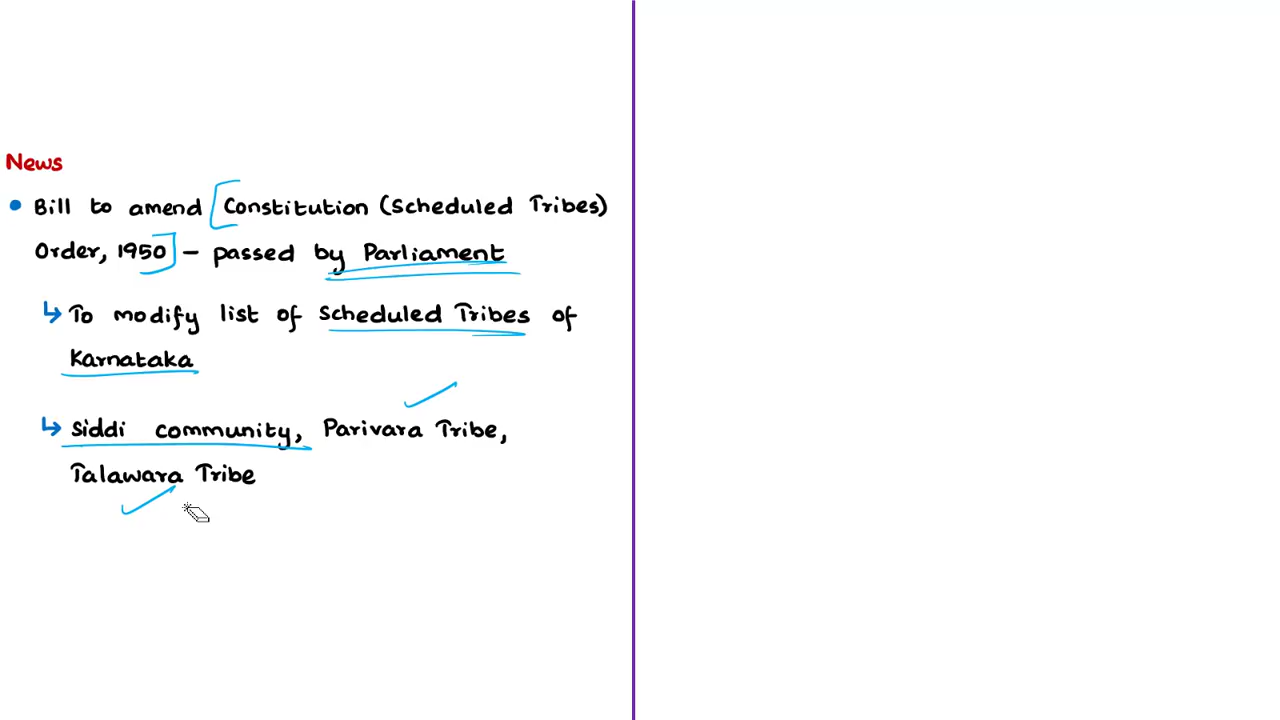 News
• Bill to amend Constitution (Scheduled Tribes)
Order, 1950 – passed by Parliament
↳ To modify list of Scheduled Tribes of
Karnataka
↳ Siddi community, Parivara Tribe,
Talawara Tribe